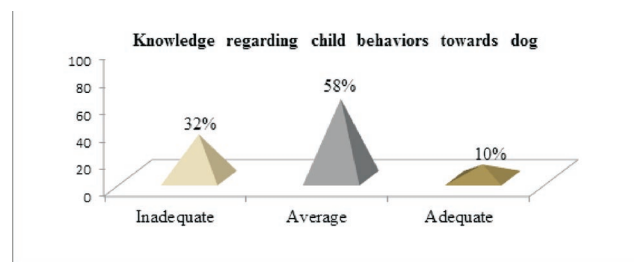 Knowledge regarding child behaviors towards dog
100
80
60
40
20
0
32%
58%
10%
Inadequate
Average
Adequate